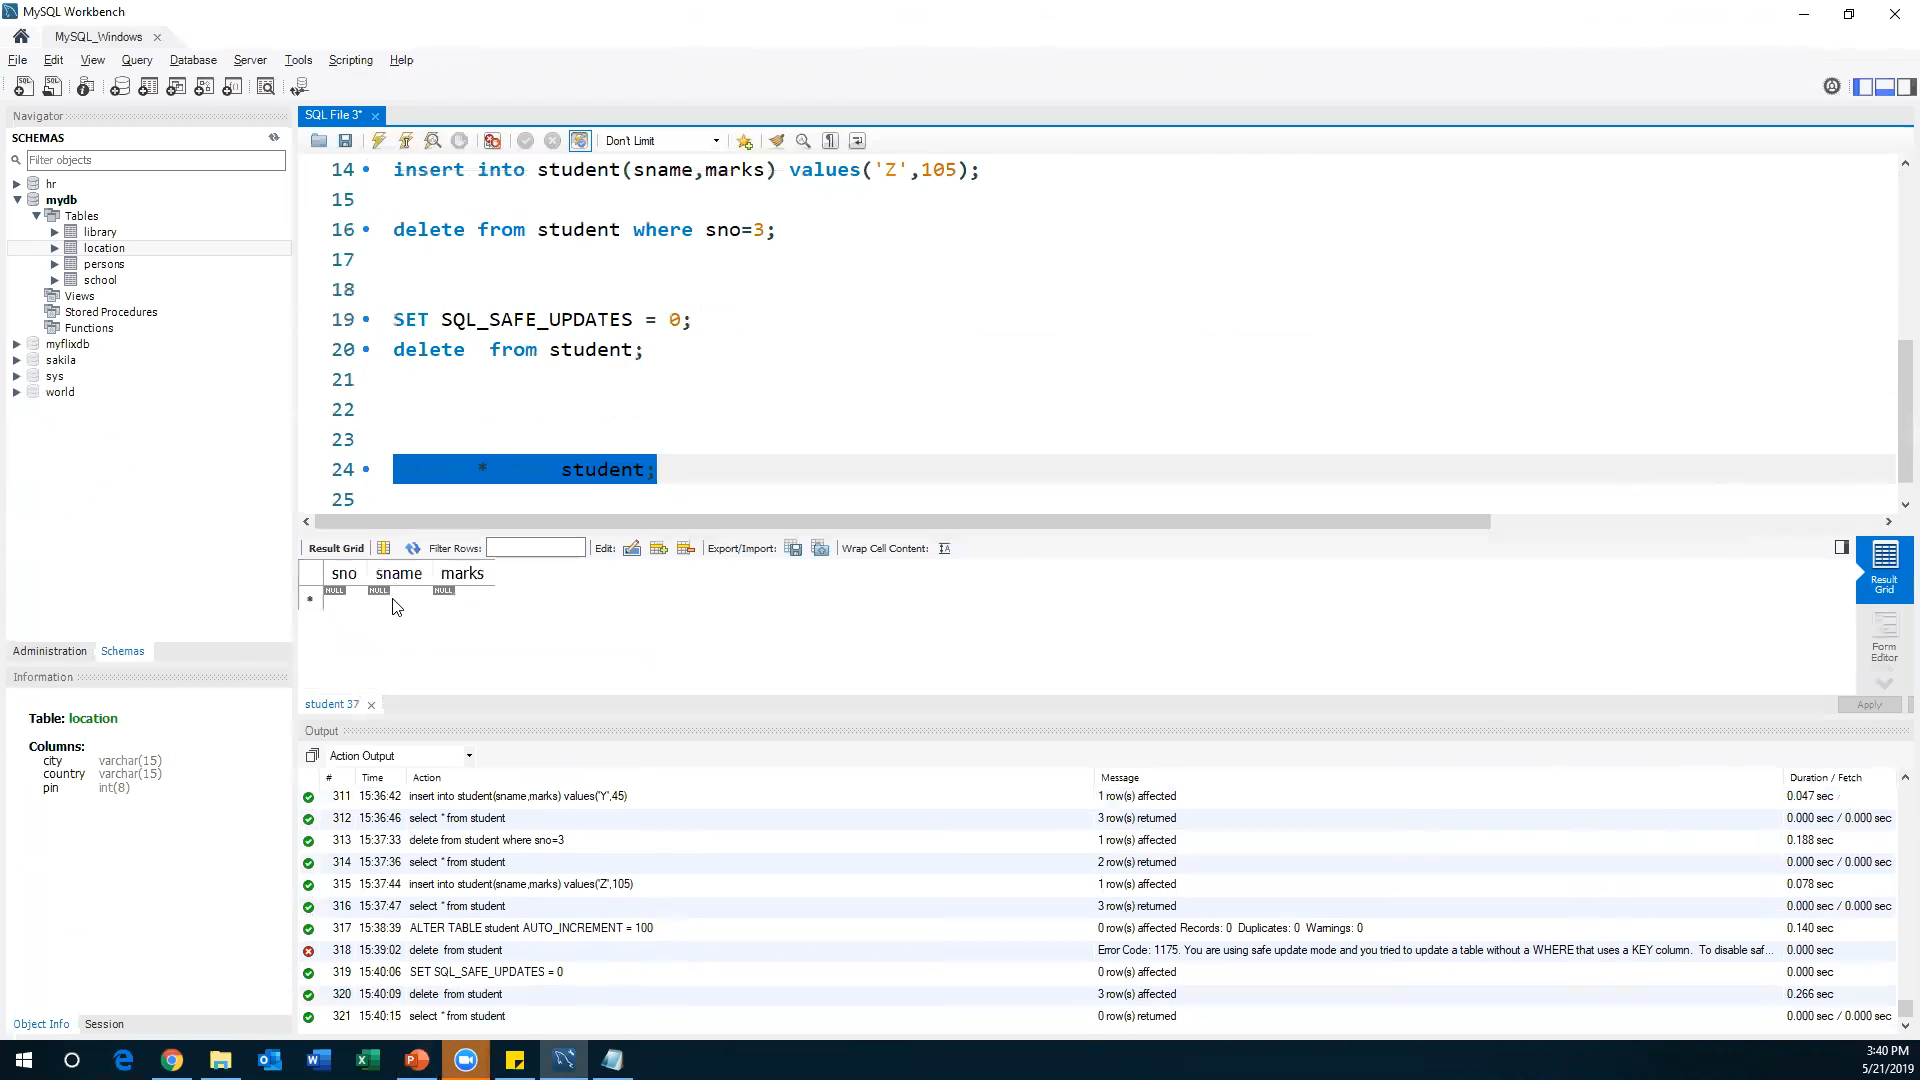 MySQL Workbench
MySQL_Windows
File Edit View Query Database Server Tools Scripting Help
Navigator
SCHEMAS
Filter objects
hr
mydb
Tables
library
location
persons
school
Views
Stored Procedures
Functions
myflixdb
sakila
sys
world
Administration Schemas
Information
Table: location
Columns:
city varchar(15)
country varchar(15)
pin int(8)
Object Info Session
SQL File 3*
Don't Limit
14 insert into student(sname,marks) values('Z',105);
15
16 delete from student where sno=3;
17
18
19 SET SQL_SAFE_UPDATES = 0;
20 delete  from student;
21
22
23
24 * student;
25
Result Grid Filter Rows: Edit: Export/Import: Wrap Cell Content:
sno sname marks
* NULL NULL NULL
Result Grid
Form Editor
student 37
Apply
Output
Action Output
# Time Action Message Duration / Fetch
311 15:36:42 insert into student(sname,marks) values('Y',45) 1 row(s) affected 0.047 sec
312 15:36:46 select * from student 3 row(s) returned 0.000 sec / 0.000 sec
313 15:37:33 delete from student where sno=3 1 row(s) affected 0.188 sec
314 15:37:36 select * from student 2 row(s) returned 0.000 sec / 0.000 sec
315 15:37:44 insert into student(sname,marks) values('Z',105) 1 row(s) affected 0.078 sec
316 15:37:47 select * from student 3 row(s) returned 0.000 sec / 0.000 sec
317 15:38:39 ALTER TABLE student AUTO_INCREMENT = 100 0 row(s) affected Records: 0  Duplicates: 0  Warnings: 0 0.140 sec
318 15:39:02 delete  from student Error Code: 1175. You are using safe update mode and you tried to update a table without a WHERE that uses a KEY column.  To disable saf... 0.000 sec
319 15:40:06 SET SQL_SAFE_UPDATES = 0 0 row(s) affected 0.000 sec
320 15:40:09 delete  from student 3 row(s) affected 0.266 sec
321 15:40:15 select * from student 0 row(s) returned 0.000 sec / 0.000 sec
3:40 PM
5/21/2019